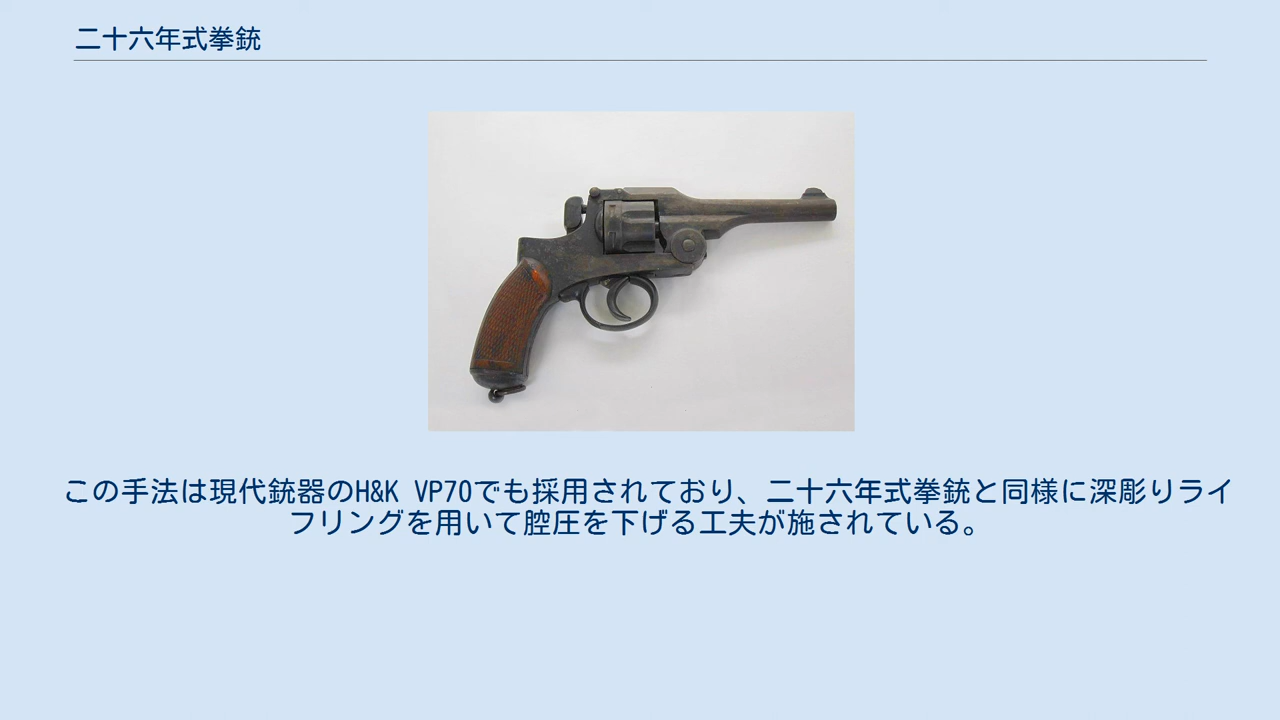 二十六年式拳銃
この手法は現代銃器のH&K VP70でも採用されており、二十六年式拳銃と同様に深彫りライ
フリングを用いて腔圧を下げる工夫が施されている。